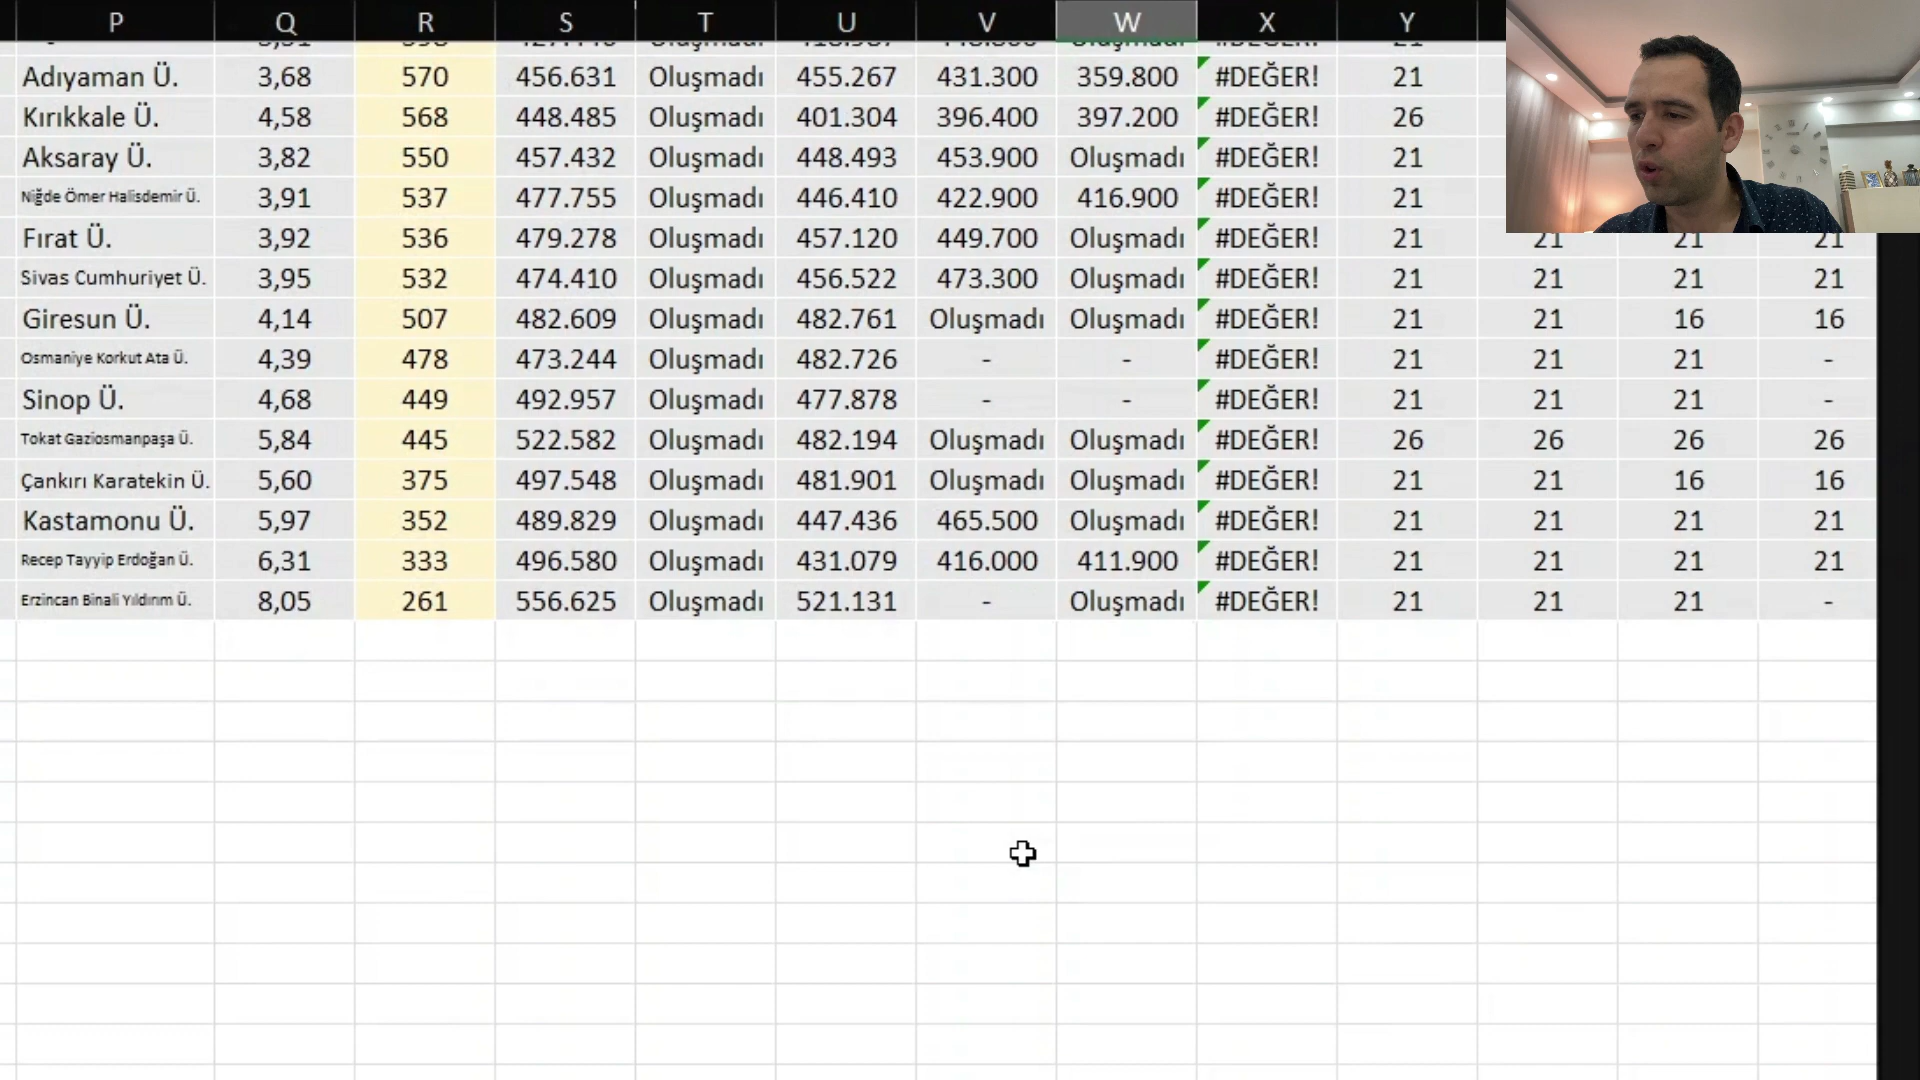 P Q R S T U V W X Y
Adıyaman Ü. 3,68 570 456.631 Oluşmadı 455.267 431.300 359.800 #DEĞER! 21
Kırıkkale Ü. 4,58 568 448.485 Oluşmadı 401.304 396.400 397.200 #DEĞER! 26
Aksaray Ü. 3,82 550 457.432 Oluşmadı 448.493 453.900 Oluşmadı #DEĞER! 21
Niğde Ömer Halisdemir Ü. 3,91 537 477.755 Oluşmadı 446.410 422.900 416.900 #DEĞER! 21
Fırat Ü. 3,92 536 479.278 Oluşmadı 457.120 449.700 Oluşmadı #DEĞER! 21 21 21 21
Sivas Cumhuriyet Ü. 3,95 532 474.410 Oluşmadı 456.522 473.300 Oluşmadı #DEĞER! 21 21 21 21
Giresun Ü. 4,14 507 482.609 Oluşmadı 482.761 Oluşmadı Oluşmadı #DEĞER! 21 21 16 16
Osmaniye Korkut Ata Ü. 4,39 478 473.244 Oluşmadı 482.726 - - #DEĞER! 21 21 21 -
Sinop Ü. 4,68 449 492.957 Oluşmadı 477.878 - - #DEĞER! 21 21 21 -
Tokat Gaziosmanpaşa Ü. 5,84 445 522.582 Oluşmadı 482.194 Oluşmadı Oluşmadı #DEĞER! 26 26 26 26
Çankırı Karatekin Ü. 5,60 375 497.548 Oluşmadı 481.901 Oluşmadı Oluşmadı #DEĞER! 21 21 16 16
Kastamonu Ü. 5,97 352 489.829 Oluşmadı 447.436 465.500 Oluşmadı #DEĞER! 21 21 21 21
Recep Tayyip Erdoğan Ü. 6,31 333 496.580 Oluşmadı 431.079 416.000 411.900 #DEĞER! 21 21 21 21
Erzincan Binali Yıldırım Ü. 8,05 261 556.625 Oluşmadı 521.131 - Oluşmadı #DEĞER! 21 21 21 -